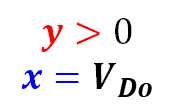 y > 0
x = V_Do